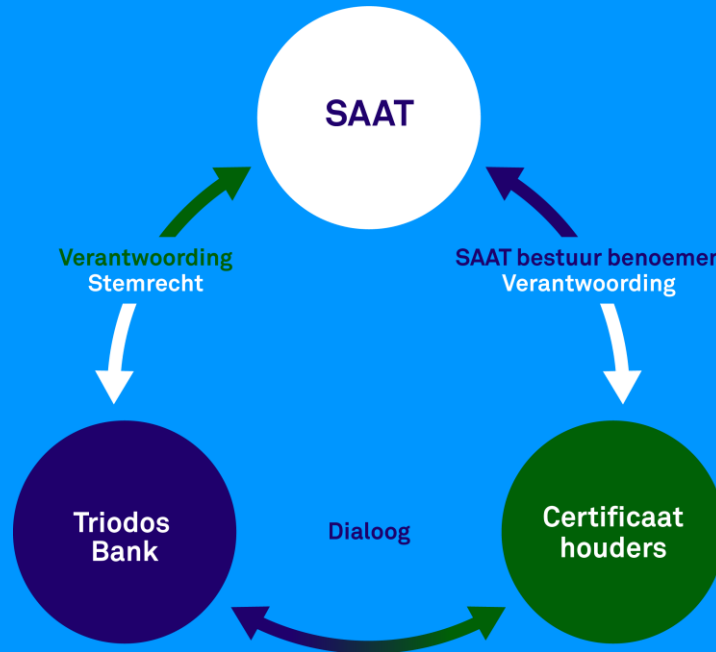 SAAT
Verantwoording
Stemrecht
SAAT bestuur benoemen
Verantwoording
Triodos
Bank
Dialoog
Certificaat
houders